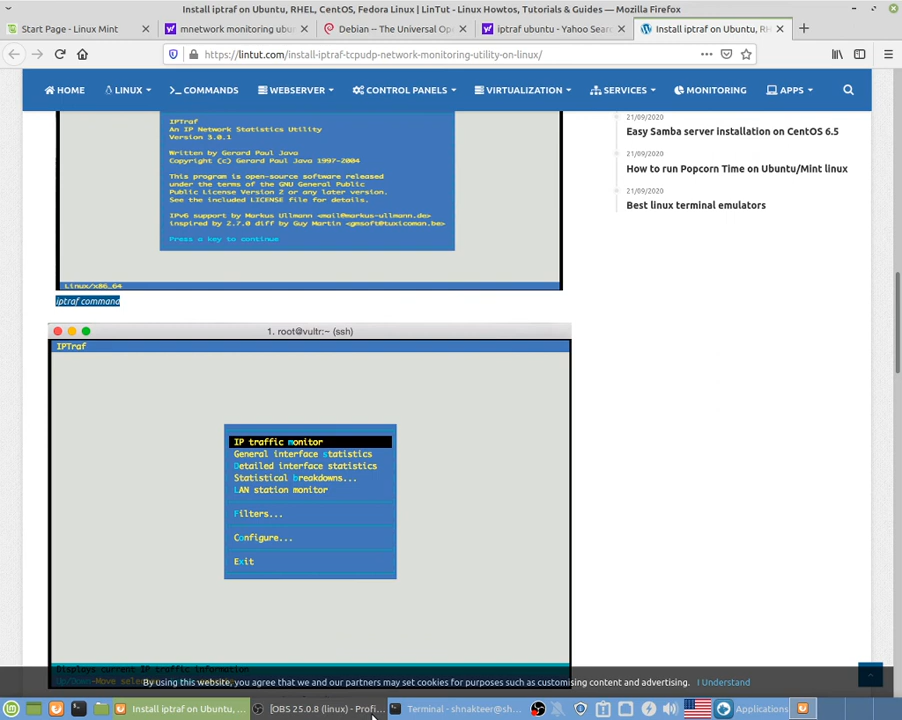 Install iptraf on Ubuntu, RHEL, CentOS, Fedora Linux | LinTut - Linux Howtos, Tutorials & Guides — Mozilla Firefox
Start Page - Linux Mint
mnetwork monitoring ubu
Debian -- The Universal Op
iptraf ubuntu - Yahoo Sear
Install iptraf on Ubuntu, RH
https://lintut.com/install-iptraf-tcpudp-network-monitoring-utility-on-linux/
HOME
LINUX
COMMANDS
WEBSERVER
CONTROL PANELS
VIRTUALIZATION
SERVICES
MONITORING
APPS
IPTraf
An IP Network Statistics Utility
Version 3.0.1
Written by Gerard Paul Java
Copyright (c) Gerard Paul Java 1997-2004
This program is open-source software released
under the terms of the GNU General Public
Public License Version 2 or any later version.
See the included LICENSE file for details.
IPv6 support by Markus Ullmann <mail@markus-ullmann.de>
inspired by 2.7.0 diff by Guy Martin <gmsoft@tuxicoman.be>
Press a key to continue
Linux/x86_64
iptraf command
21/09/2020
Easy Samba server installation on CentOS 6.5
21/09/2020
How to run Popcorn Time on Ubuntu/Mint linux
21/09/2020
Best linux terminal emulators
1. root@vultr:~ (ssh)
IPTraf
IP traffic monitor
General interface statistics
Detailed interface statistics
Statistical breakdowns...
LAN station monitor
Filters...
Configure...
Exit
Displays current IP traffic information
By using this website, you agree that we and our partners may set cookies for purposes such as customising content and advertising.
I Understand
Install iptraf on Ubuntu, ...
[OBS 25.0.8 (linux) - Profi...
Terminal - shnakteer@sh...
Applications